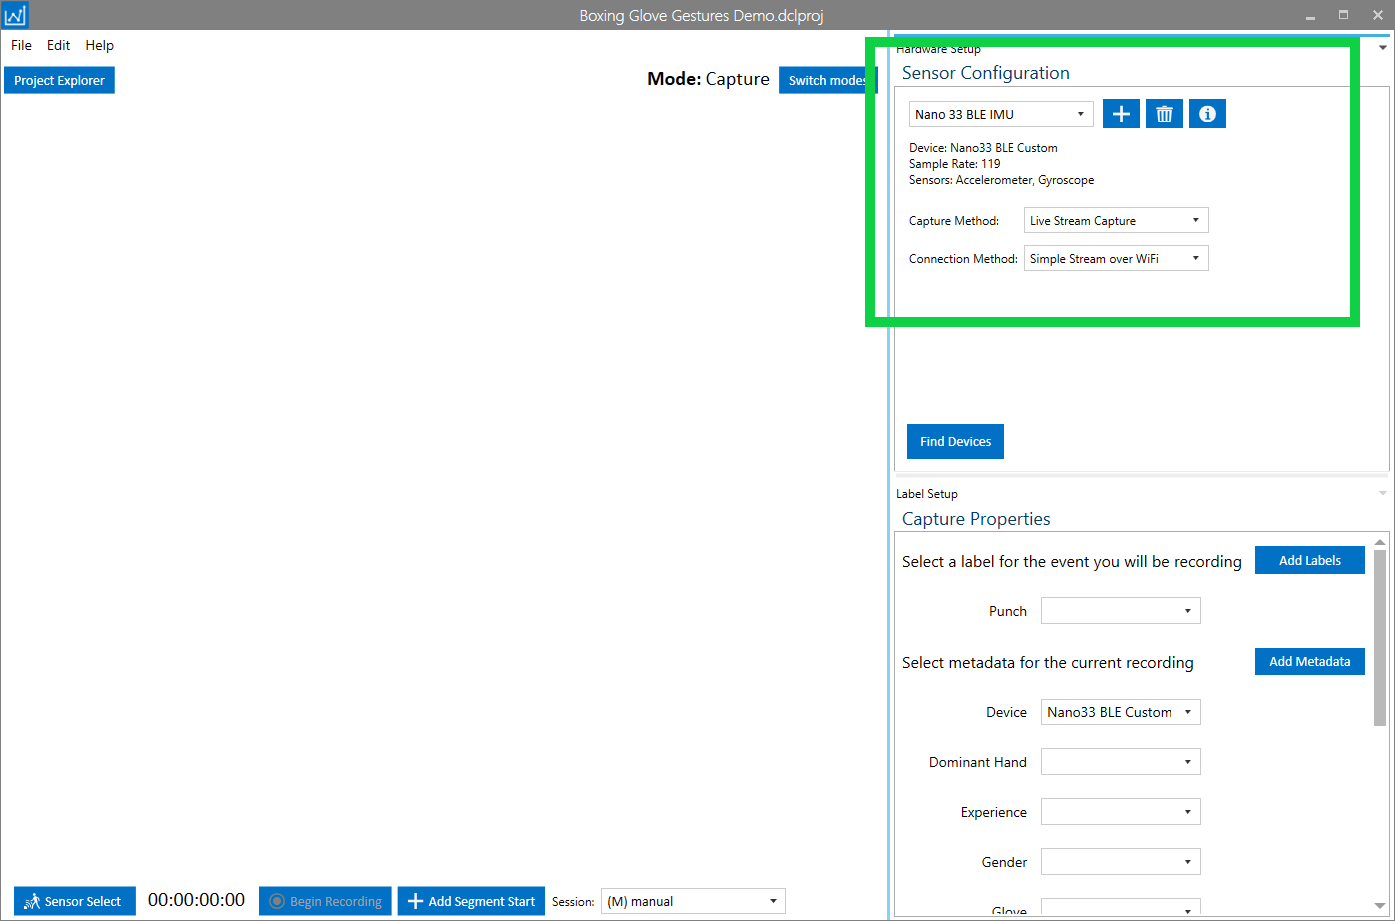 Boxing Glove Gestures Demo.dclproj
File Edit Help
Project Explorer
Mode: Capture
Switch modes
Hardware Setup
Sensor Configuration
Nano 33 BLE IMU
Device: Nano33 BLE Custom
Sample Rate: 119
Sensors: Accelerometer, Gyroscope
Capture Method: Live Stream Capture
Connection Method: Simple Stream over WiFi
Find Devices
Label Setup
Capture Properties
Select a label for the event you will be recording
Add Labels
Punch
Select metadata for the current recording
Add Metadata
Device Nano33 BLE Custom
Dominant Hand
Experience
Gender
Glove
Sensor Select
00:00:00:00
Begin Recording
Add Segment Start
Session: (M) manual